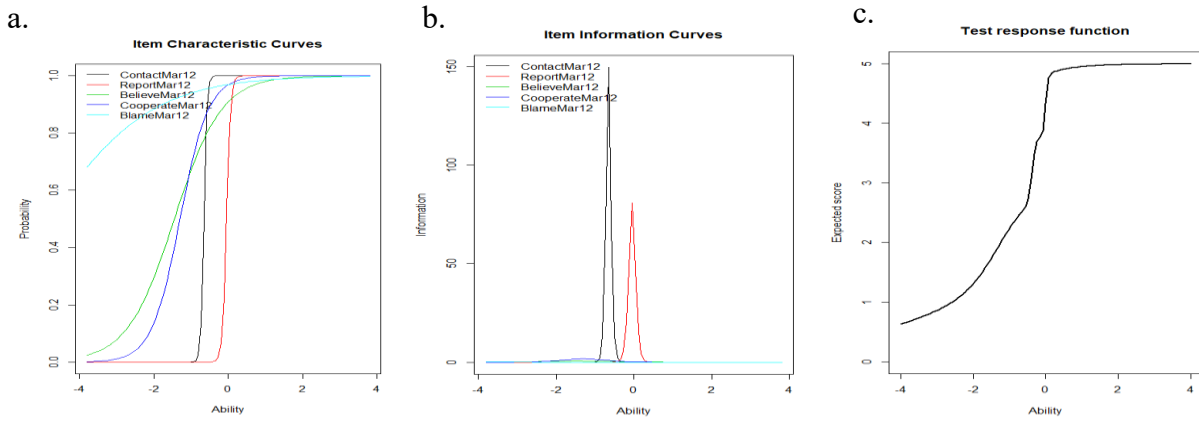 a.
Item Characteristic Curves
ContactMar12
ReportMar12
BelieveMar12
CooperateMar12
BlameMar12
Probability
0.0
0.2
0.4
0.6
0.8
1.0
-4
-2
0
2
4
Ability
b.
Item Information Curves
ContactMar12
ReportMar12
BelieveMar12
CooperateMar12
BlameMar12
Information
0
50
100
150
-4
-2
0
2
4
Ability
c.
Test response function
Expected score
0
1
2
3
4
5
-4
-2
0
2
4
Ability